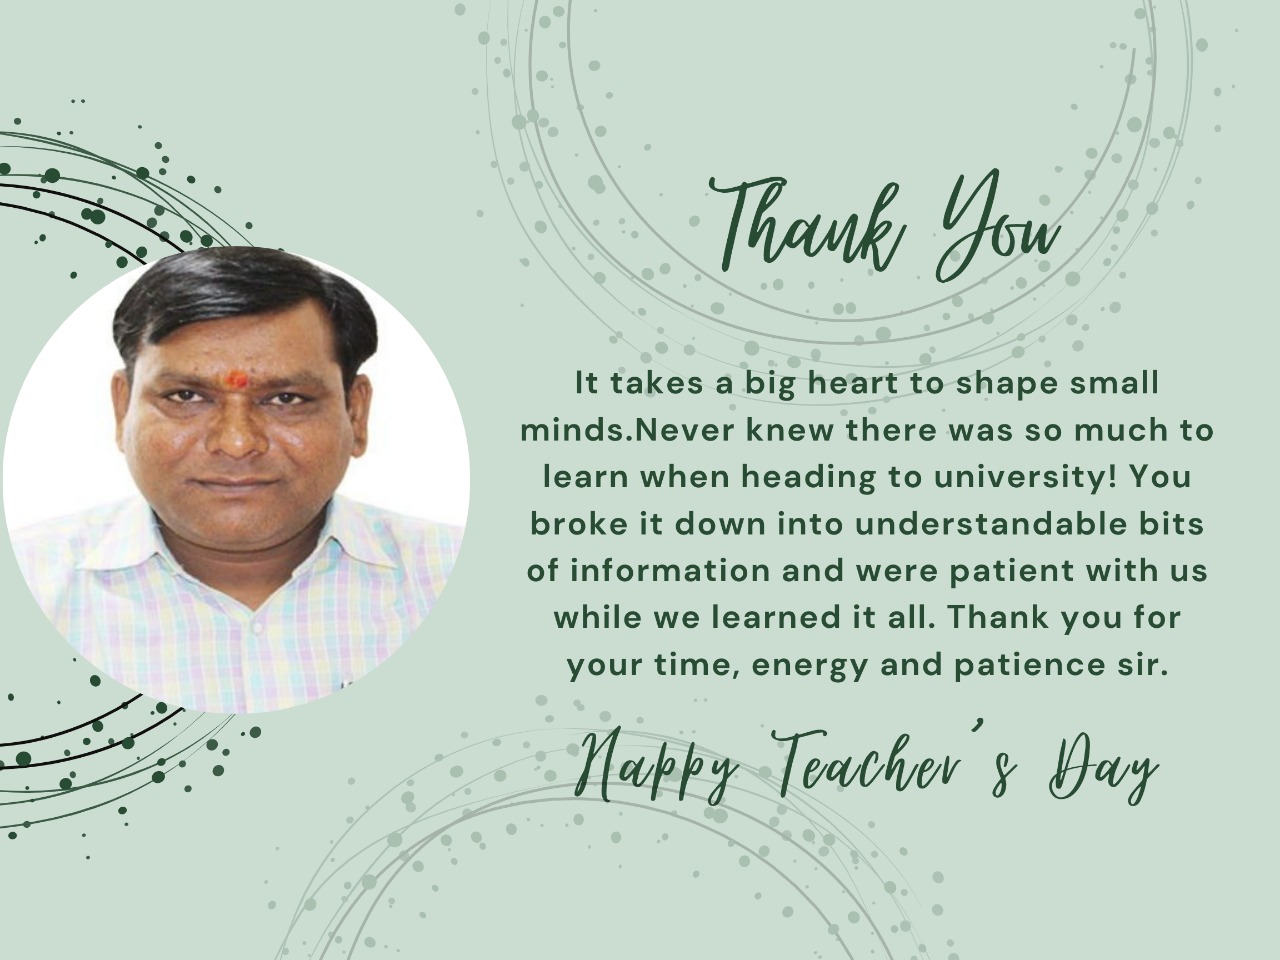 Thank You
It takes a big heart to shape small
minds.Never knew there was so much to
learn when heading to university! You
broke it down into understandable bits
of information and were patient with us
while we learned it all. Thank you for
your time, energy and patience sir.
Happy Teacher's Day